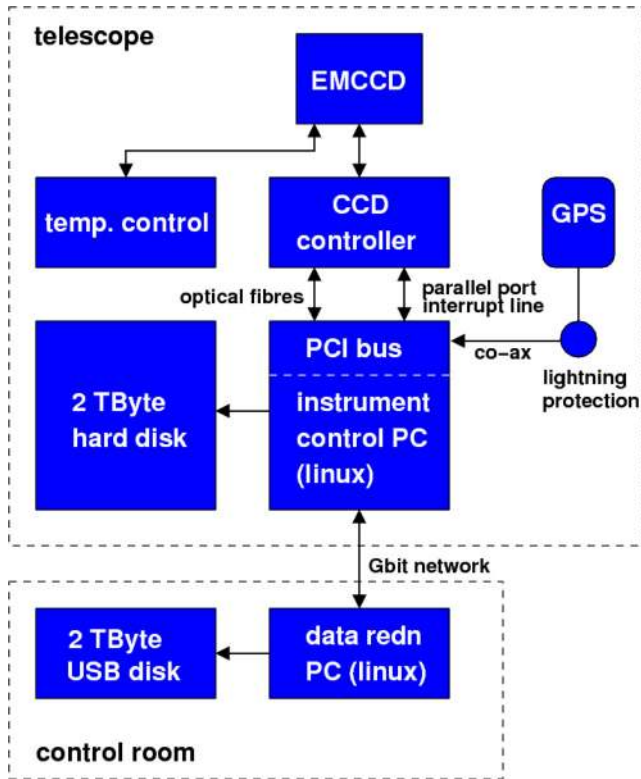 telescope
EMCCD
temp. control
CCD
controller
GPS
optical fibres
parallel port
interrupt line
PCI bus
co-ax
lightning
protection
2 TByte
hard disk
instrument
control PC
(linux)
Gbit network
2 TByte
USB disk
data redn
PC (linux)
control room